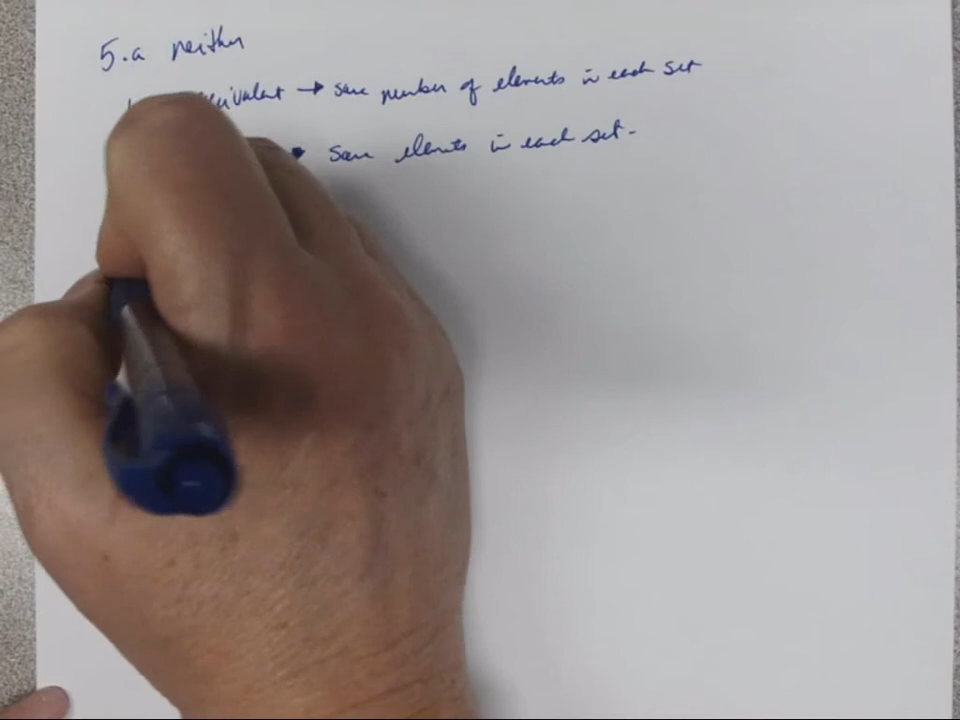 5.a neither
equivalent → same number of elements in each set
same elements in each set.